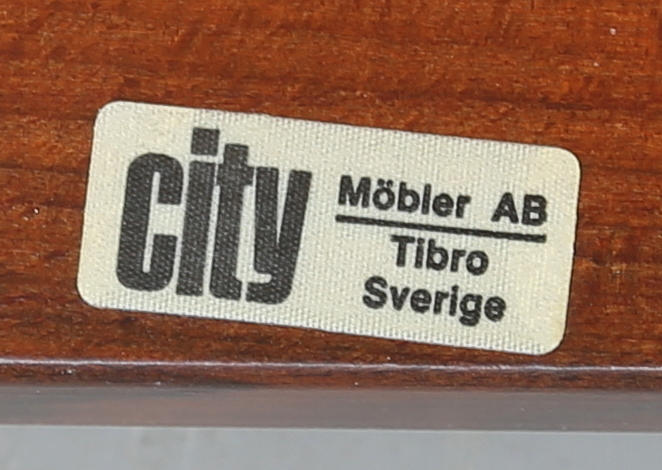 city
Möbler AB
Tibro
Sverige